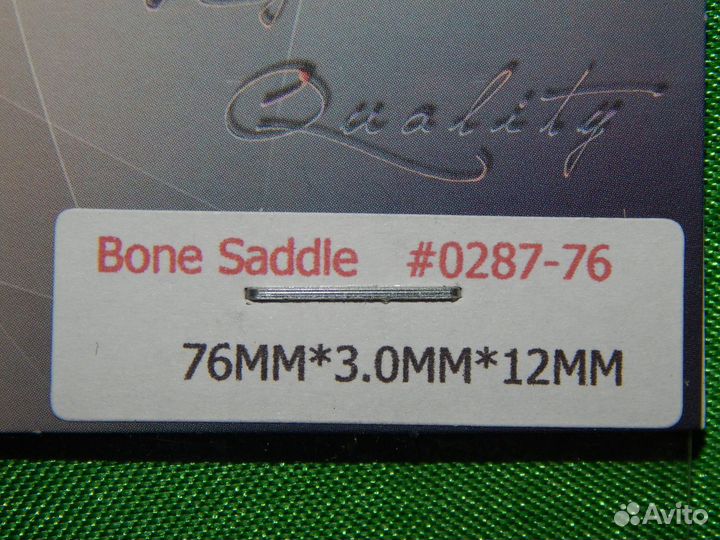 Quality
Bone Saddle #0287-76
76MM*3.0MM*12MM
Avito